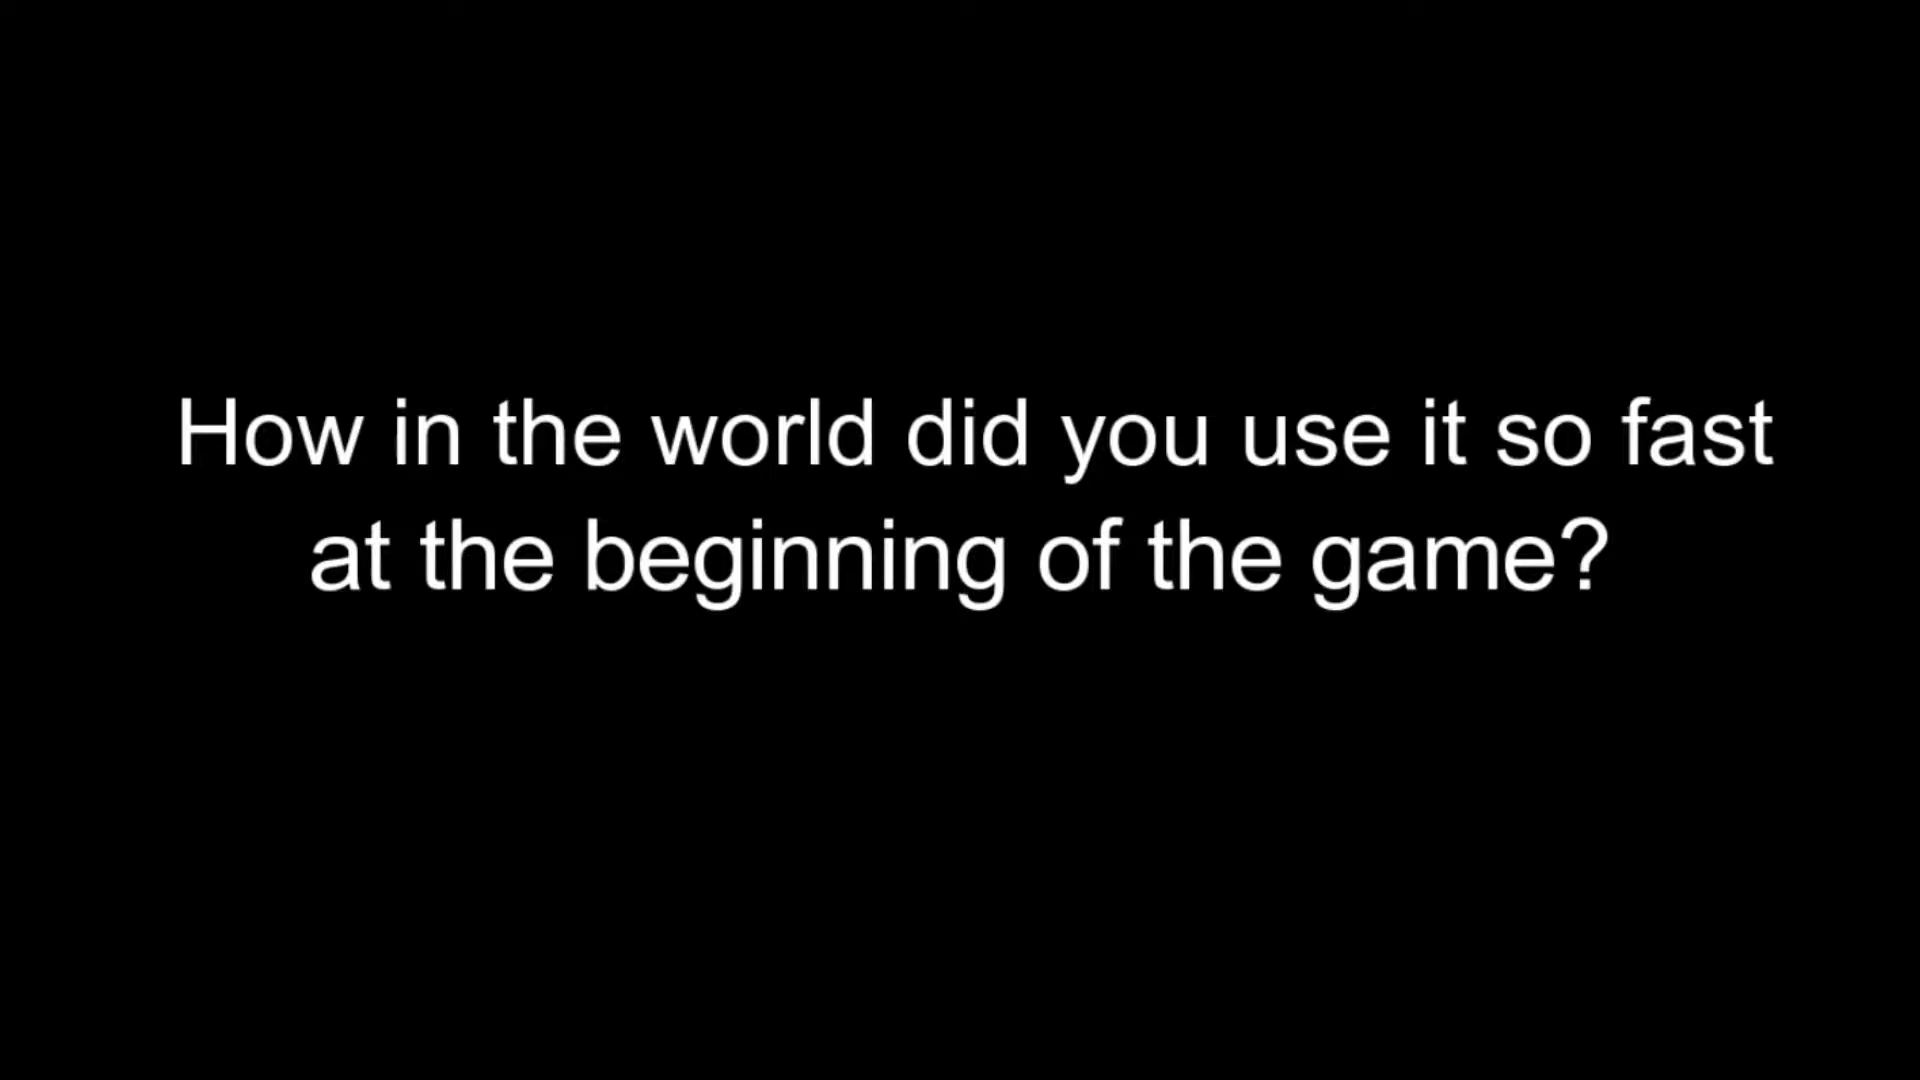 How in the world did you use it so fast
at the beginning of the game?